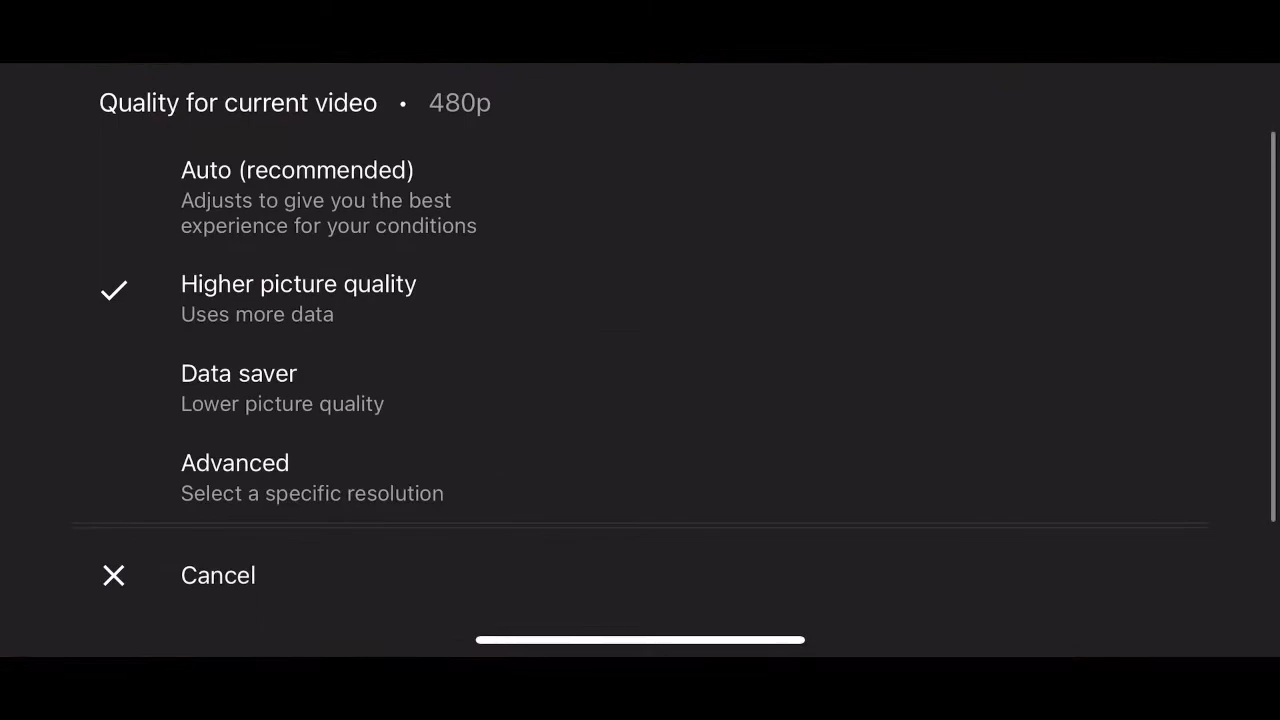 Quality for current video • 480p
Auto (recommended)
Adjusts to give you the best
experience for your conditions
Higher picture quality
Uses more data
Data saver
Lower picture quality
Advanced
Select a specific resolution
Cancel